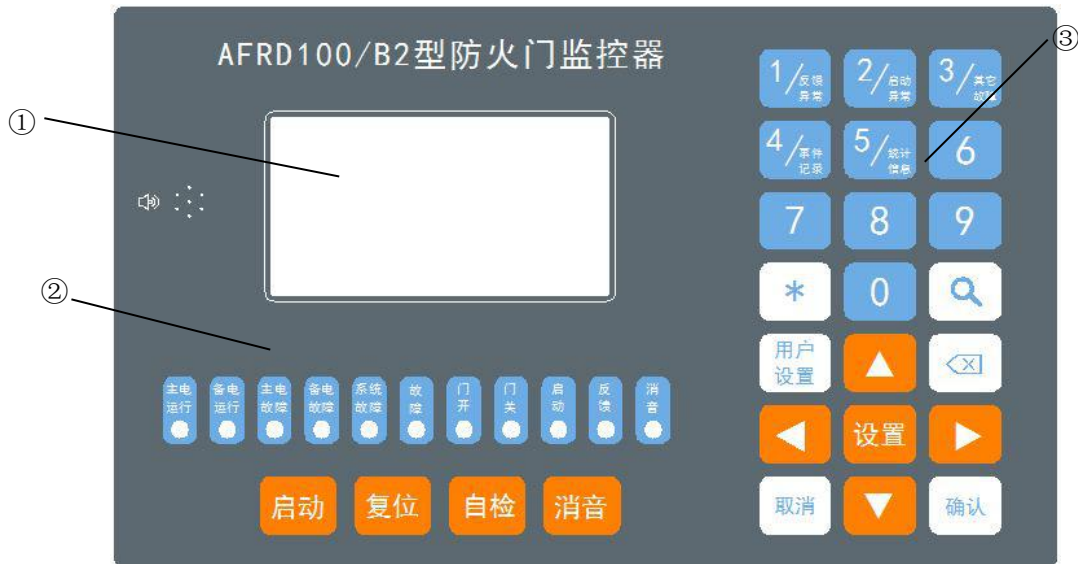 AFRD100/B2型防火门监控器
①
②
③
主电
运行
备电
运行
主电
故障
备电
故障
系统
故障
故
障
门
开
门
关
启
动
反
馈
消
音
启动
复位
自检
消音
1/反馈
异常
2/启动
异常
3/其它
故障
4/事件
记录
5/统计
信息
6
7
8
9
*
0
用户
设置
设置
取消
确认